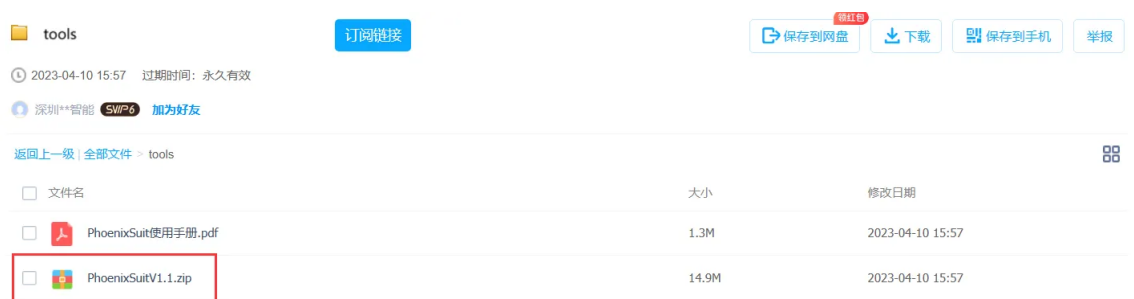 领红包
tools 订阅链接 保存到网盘 下载 保存到手机 举报
2023-04-10 15:57 过期时间：永久有效
深圳**智能 SVIP6 加为好友
返回上一级 | 全部文件 > tools
文件名 大小 修改日期
PhoenixSuit使用手册.pdf 1.3M 2023-04-10 15:57
PhoenixSuitV1.1.zip 14.9M 2023-04-10 15:57